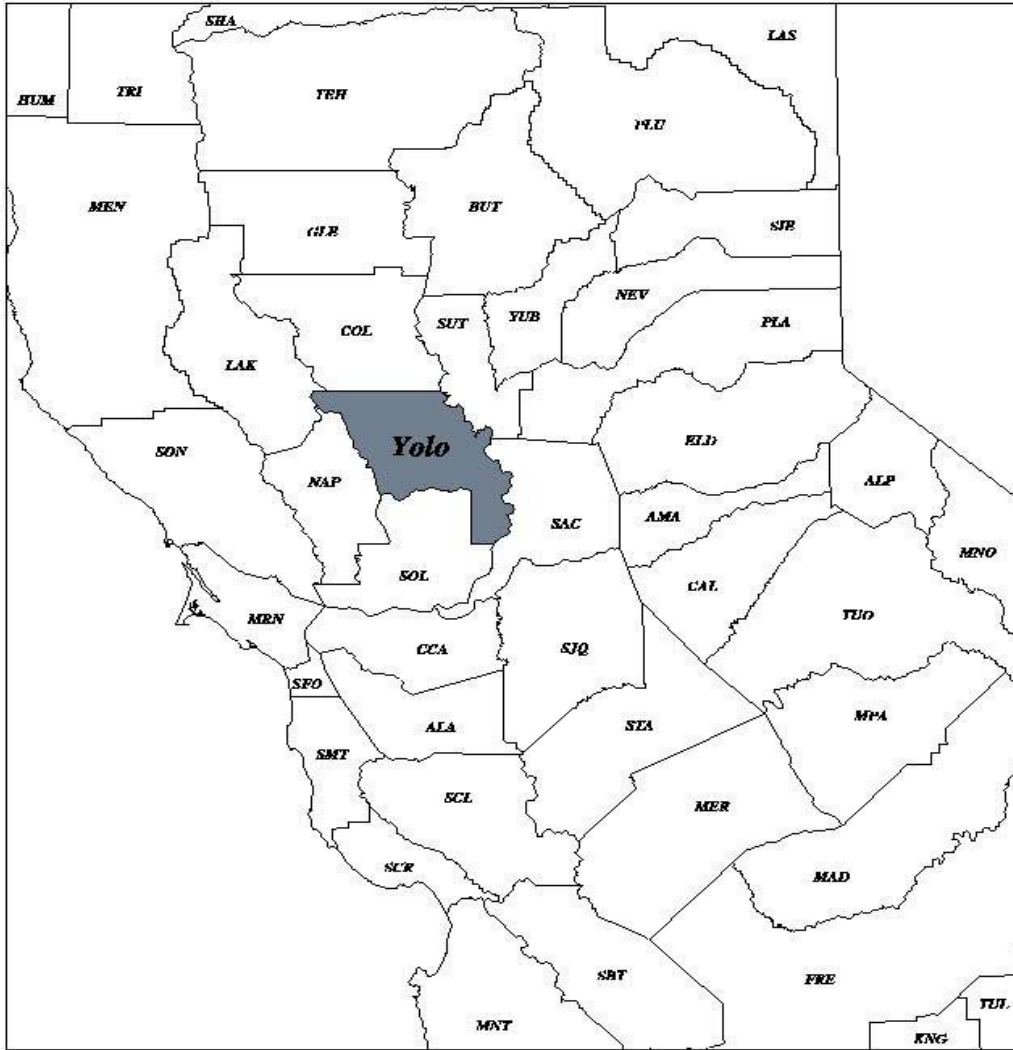 SHA
LAS
HUM
TRI
TEH
PLU
MEN
BUT
GLE
SIE
NEV
COL
SUT
YUB
PLA
LAK
SON
NAP
Yolo
ELD
ALP
SAC
AMA
MNO
SOL
CAL
MRN
CCA
SJQ
TUO
SFO
ALA
STA
MPA
SMT
SCL
MER
SCR
MAD
SBT
FRE
MNT
TUL
KNG